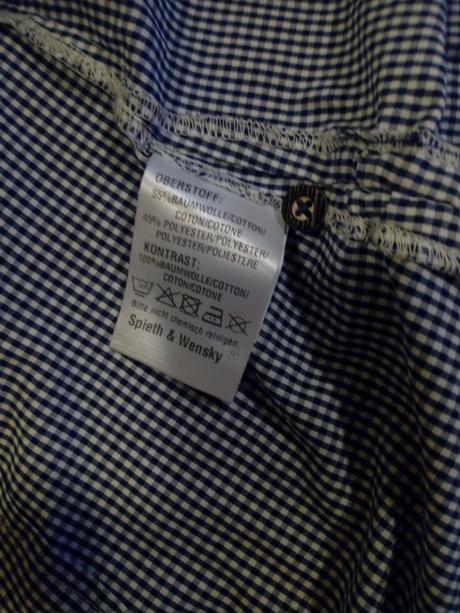 OBERSTOFF:
55%BAUMWOLLE/COTTON/
COTON/COTONE
45% POLYESTER/POLYESTER/
POLYESTER/POLIESTERE
KONTRAST:
100%BAUMWOLLE/COTTON/
COTON/COTONE
Bitte nicht chemisch reinigen.
Spieth & Wensky